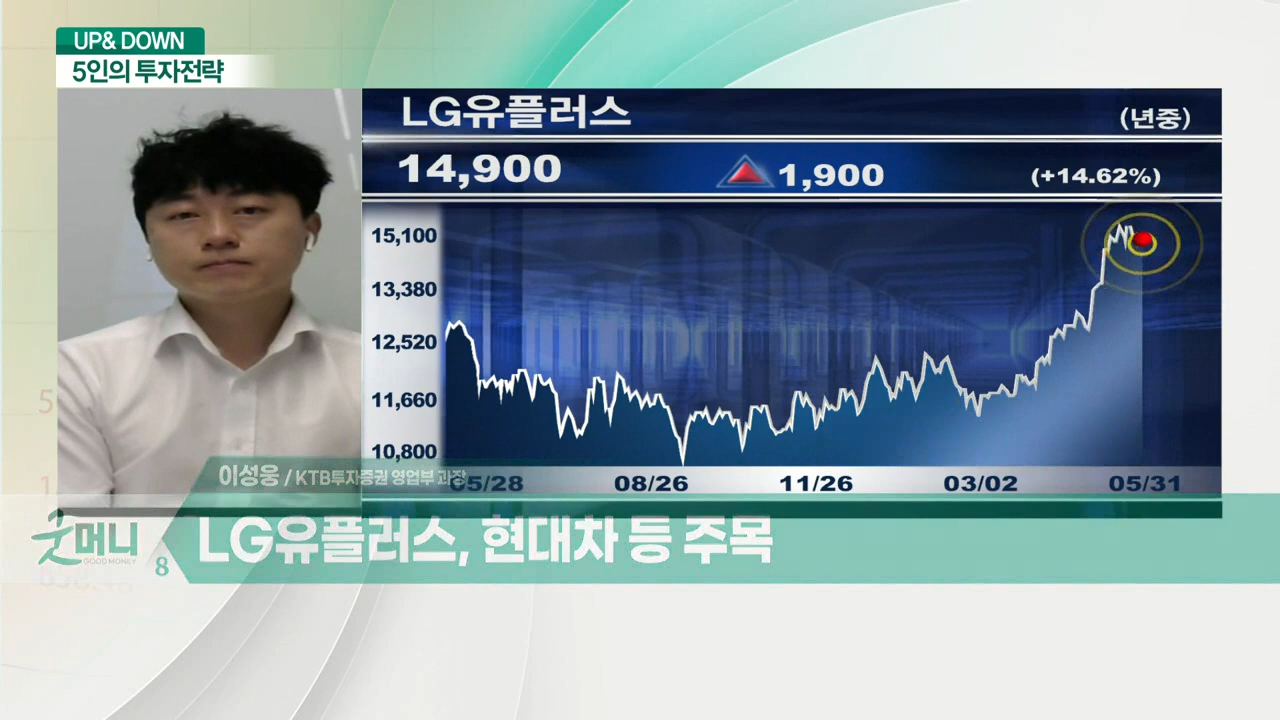 UP& DOWN
5인의 투자전략
LG유플러스
(년중)
14,900
1,900
(+14.62%)
15,100
13,380
12,520
11,660
10,800
05/28
08/26
11/26
03/02
05/31
이성웅 / KTB투자증권 영업부 과장
굿머니
GOOD MONEY
8
LG유플러스, 현대차 등 주목